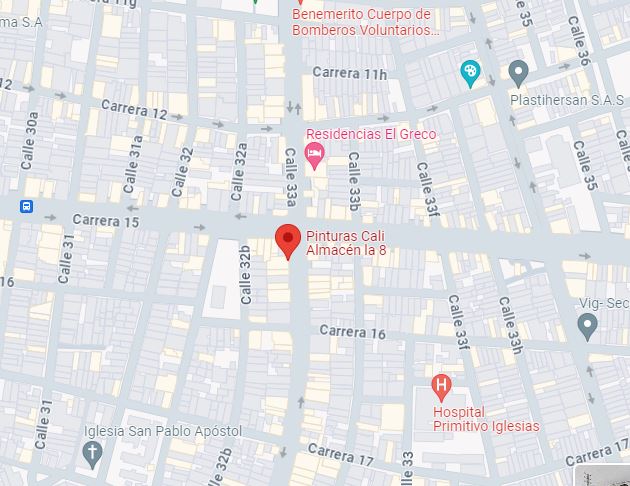 Carrera 11g
Benemérito Cuerpo de
Bomberos Voluntarios...
ma S.A
Calle 36
Carrera 11h
Plastihersan S.A.S
Carrera 12
Residencias El Greco
Calle 30a
Calle 31a
Calle 32
Calle 32a
Calle 33a
Calle 33b
Calle 33f
Calle 35
Carrera 15
Pinturas Cali
Almacén la 8
Calle 31
Calle 32b
16
Calle 33f
Calle 33h
Vig- Sec
Carrera 16
Hospital
Primitivo Iglesias
Calle 31
Iglesia San Pablo Apóstol
Calle 32b
Carrera 17
Calle 33
Carrera 17